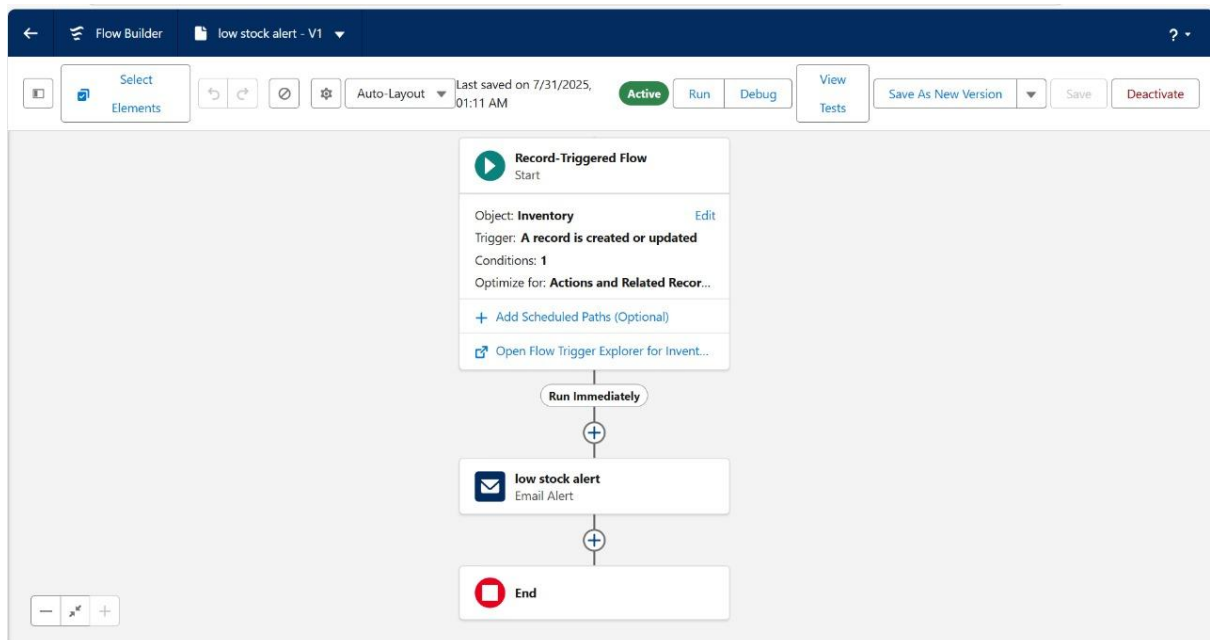 Flow Builder
low stock alert - V1
?
Select
Elements
Auto-Layout
Last saved on 7/31/2025,
01:11 AM
Active
Run
Debug
View
Tests
Save As New Version
Save
Deactivate
Record-Triggered Flow
Start
Object: Inventory Edit
Trigger: A record is created or updated
Conditions: 1
Optimize for: Actions and Related Recor...
+ Add Scheduled Paths (Optional)
Open Flow Trigger Explorer for Invent...
Run Immediately
low stock alert
Email Alert
End